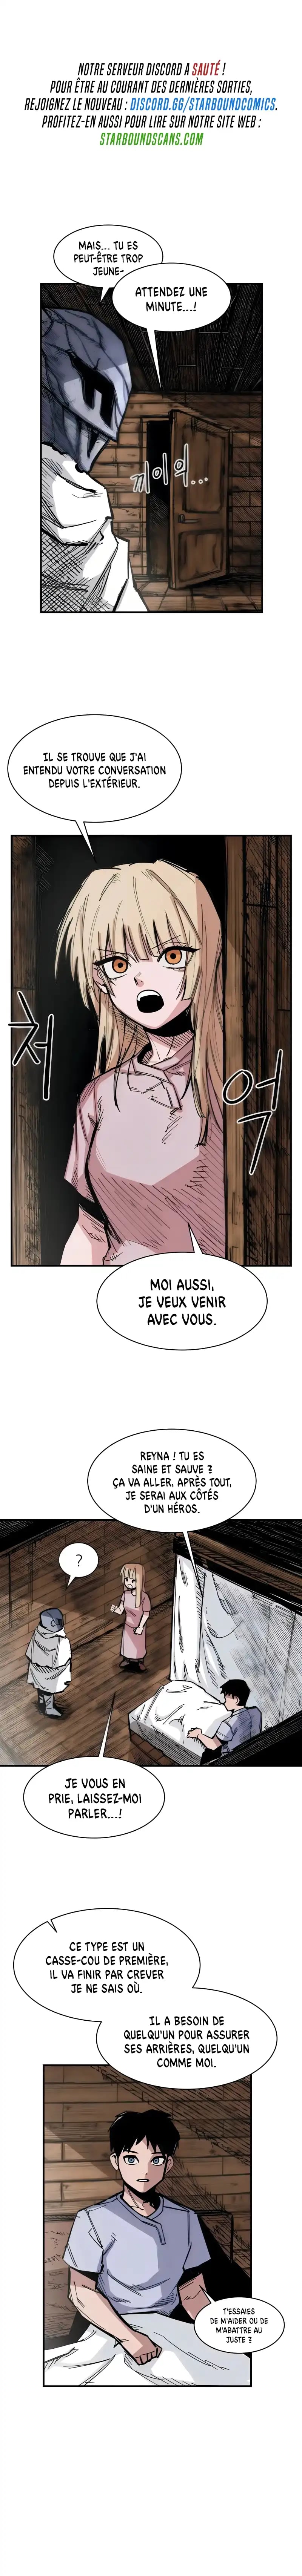 NOTRE SERVEUR DISCORD A SAUTÉ !
POUR ÊTRE AU COURANT DES DERNIÈRES SORTIES,
REJOIGNEZ LE NOUVEAU : DISCORD.GG/STARBOUNDCOMICS.
PROFITEZ-EN AUSSI POUR LIRE SUR NOTRE SITE WEB :
STARBOUNDSCANS.COM
MAIS... TU ES
PEUT-ÊTRE TROP
JEUNE-
ATTENDEZ UNE
MINUTE...!
끼이익...
IL SE TROUVE QUE J'AI
ENTENDU VOTRE CONVERSATION
DEPUIS L'EXTÉRIEUR.
저
어
기
MOI AUSSI,
JE VEUX VENIR
AVEC VOUS.
REYNA ! TU ES
SAINE ET SAUVE ?
ÇA VA ALLER, APRÈS TOUT,
JE SERAI AUX CÔTÉS
D'UN HÉROS.
?
JE VOUS EN
PRIE, LAISSEZ-MOI
PARLER...!
CE TYPE EST UN
CASSE-COU DE PREMIÈRE,
IL VA FINIR PAR CREVER
JE NE SAIS OÙ.
IL A BESOIN DE
QUELQU'UN POUR ASSURER
SES ARRIÈRES, QUELQU'UN
COMME MOI.
T'ESSAIES
DE M'AIDER OU DE
M'ABATTRE AU
JUSTE ?